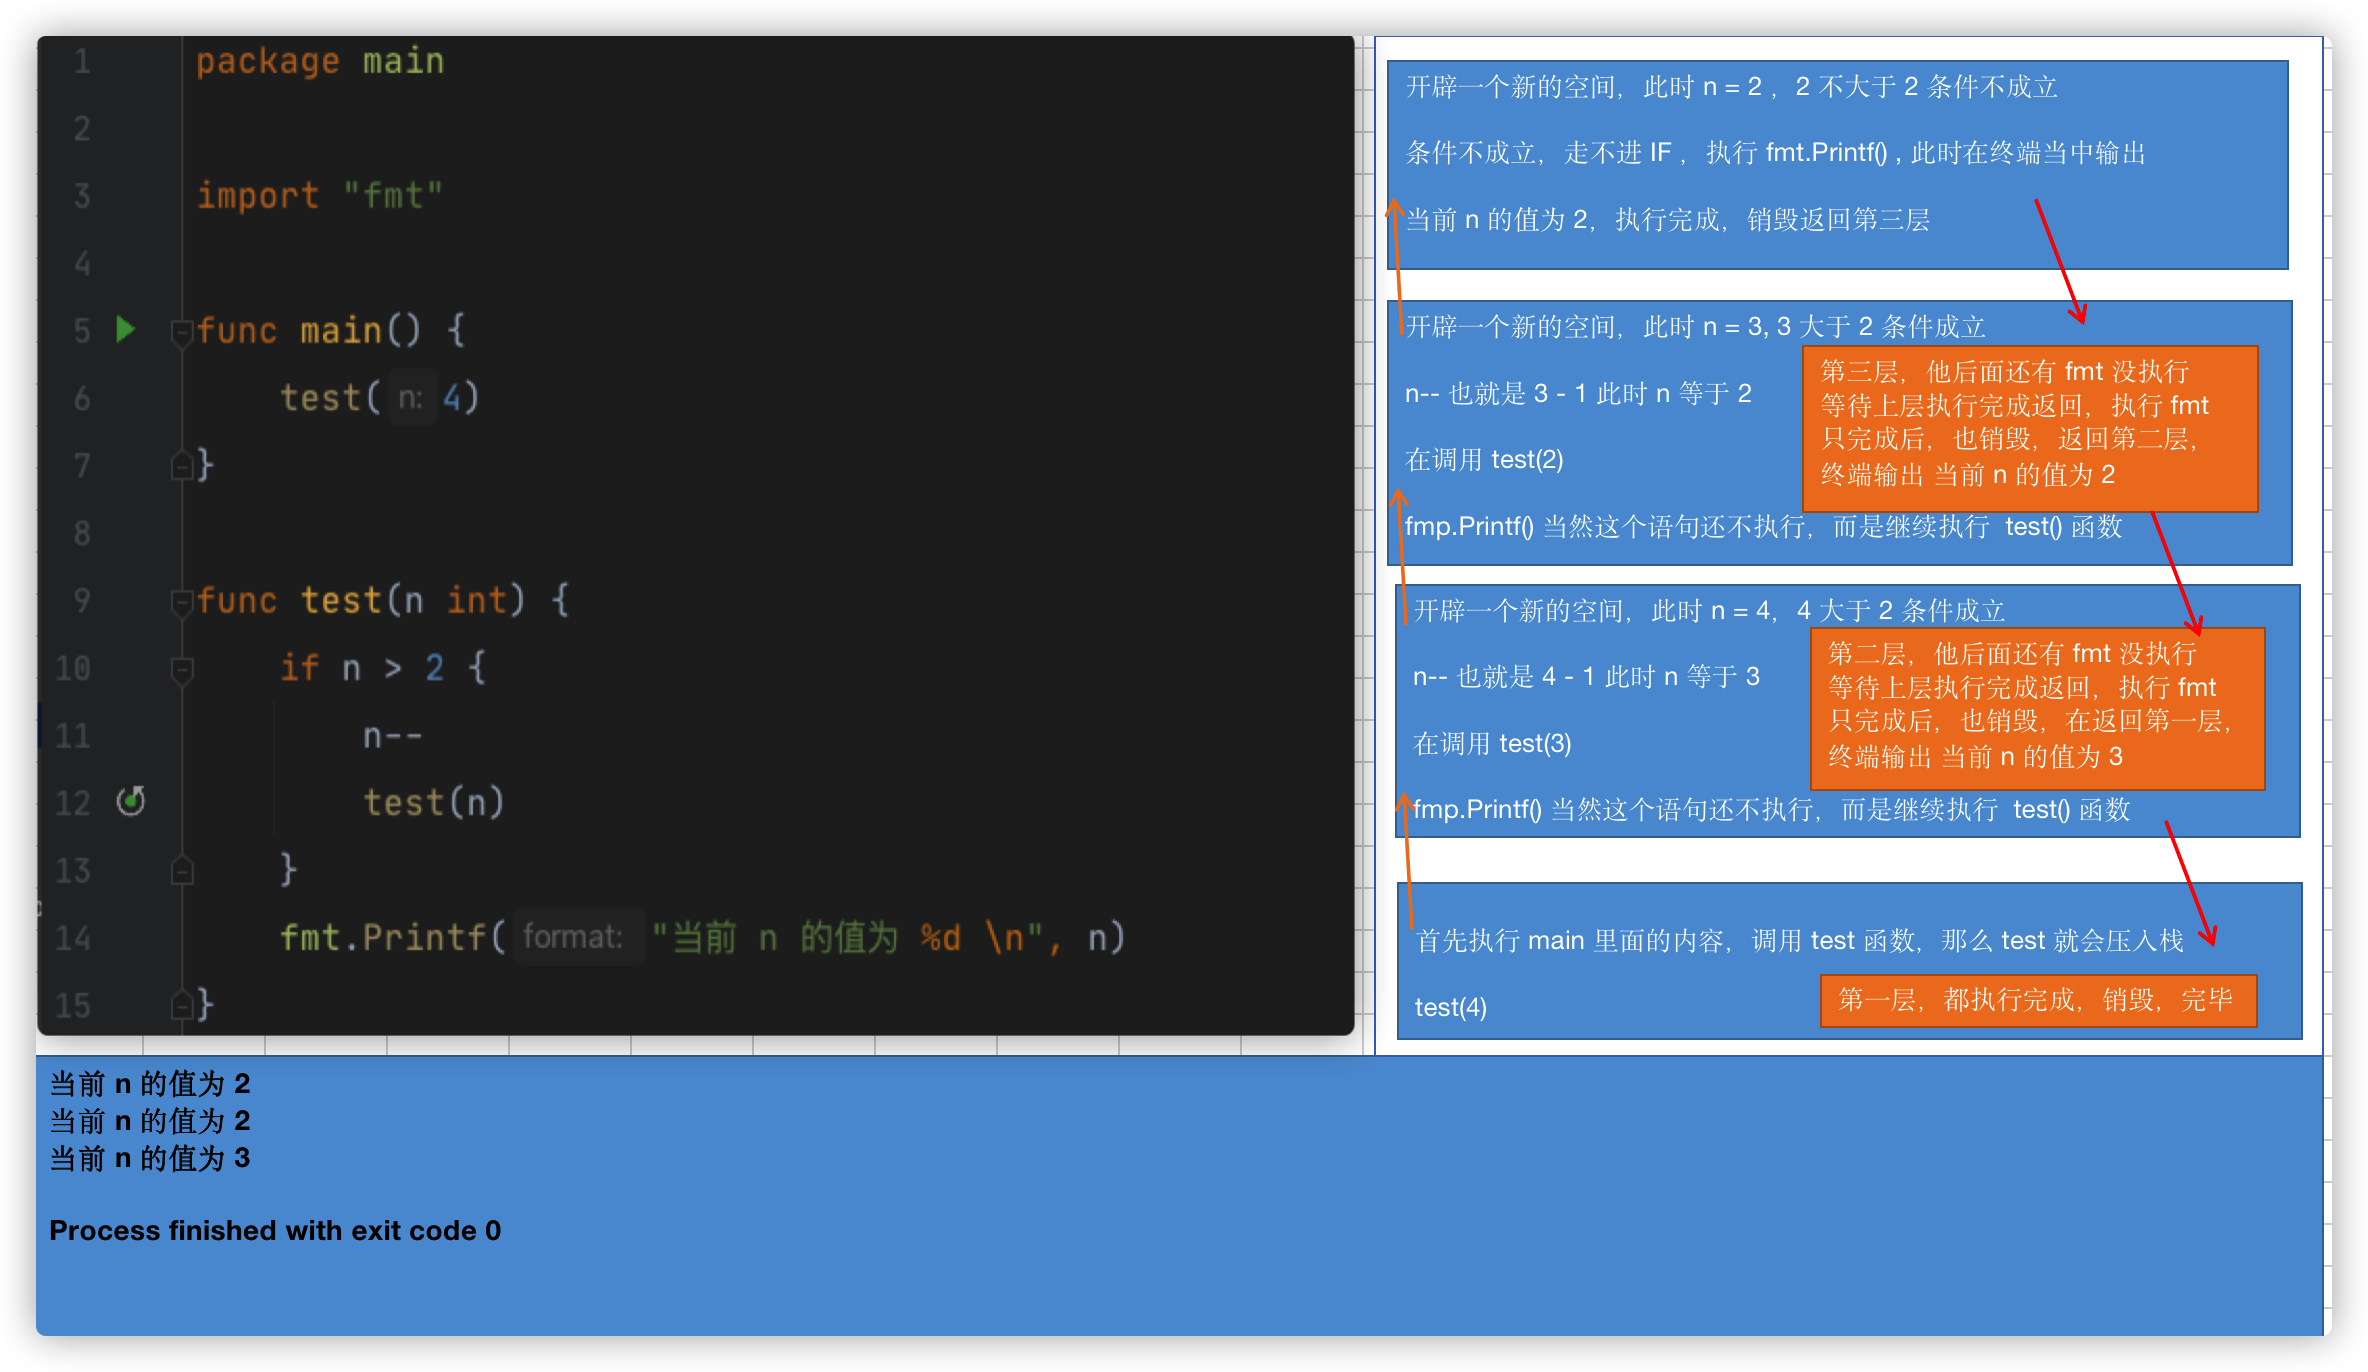 1 package main
2
3 import "fmt"
4
5 func main() {
6 test( n: 4)
7 }
8
9 func test(n int) {
10 if n > 2 {
11 n--
12 test(n)
13 }
14 fmt.Printf( format: "当前 n 的值为 %d \n", n)
15 }
开辟一个新的空间，此时 n = 2 ，2 不大于 2 条件不成立
条件不成立，走不进 IF ，执行 fmt.Printf() , 此时在终端当中输出
当前 n 的值为 2，执行完成，销毁返回第三层
开辟一个新的空间，此时 n = 3, 3 大于 2 条件成立
n-- 也就是 3 - 1 此时 n 等于 2
在调用 test(2)
fmp.Printf() 当然这个语句还不执行，而是继续执行 test() 函数
第三层，他后面还有 fmt 没执行
等待上层执行完成返回，执行 fmt
只完成后，也销毁，返回第二层，
终端输出 当前 n 的值为 2
开辟一个新的空间，此时 n = 4，4 大于 2 条件成立
n-- 也就是 4 - 1 此时 n 等于 3
在调用 test(3)
fmp.Printf() 当然这个语句还不执行，而是继续执行 test() 函数
第二层，他后面还有 fmt 没执行
等待上层执行完成返回，执行 fmt
只完成后，也销毁，在返回第一层，
终端输出 当前 n 的值为 3
首先执行 main 里面的内容，调用 test 函数，那么 test 就会压入栈
test(4)
第一层，都执行完成，销毁，完毕
当前 n 的值为 2
当前 n 的值为 2
当前 n 的值为 3
Process finished with exit code 0